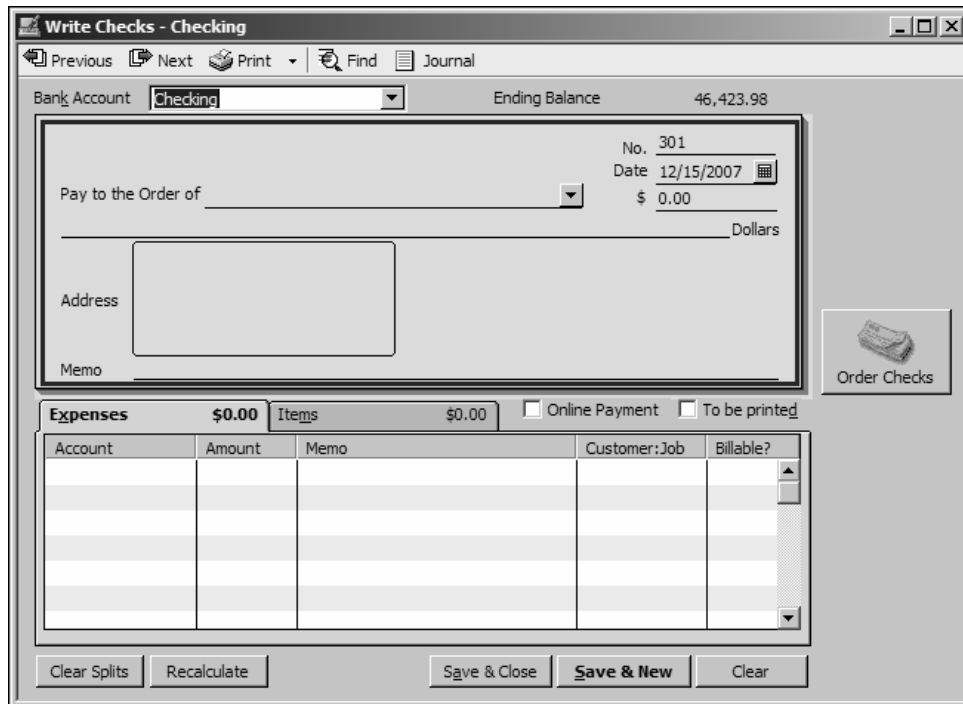 Write Checks - Checking
Previous Next Print Find Journal
Bank Account Checking Ending Balance 46,423.98
No. 301
Date 12/15/2007
Pay to the Order of $ 0.00
Dollars
Address
Memo
Order Checks
Expenses $0.00 Items $0.00 Online Payment To be printed
Account Amount Memo Customer:Job Billable?
Clear Splits Recalculate Save & Close Save & New Clear